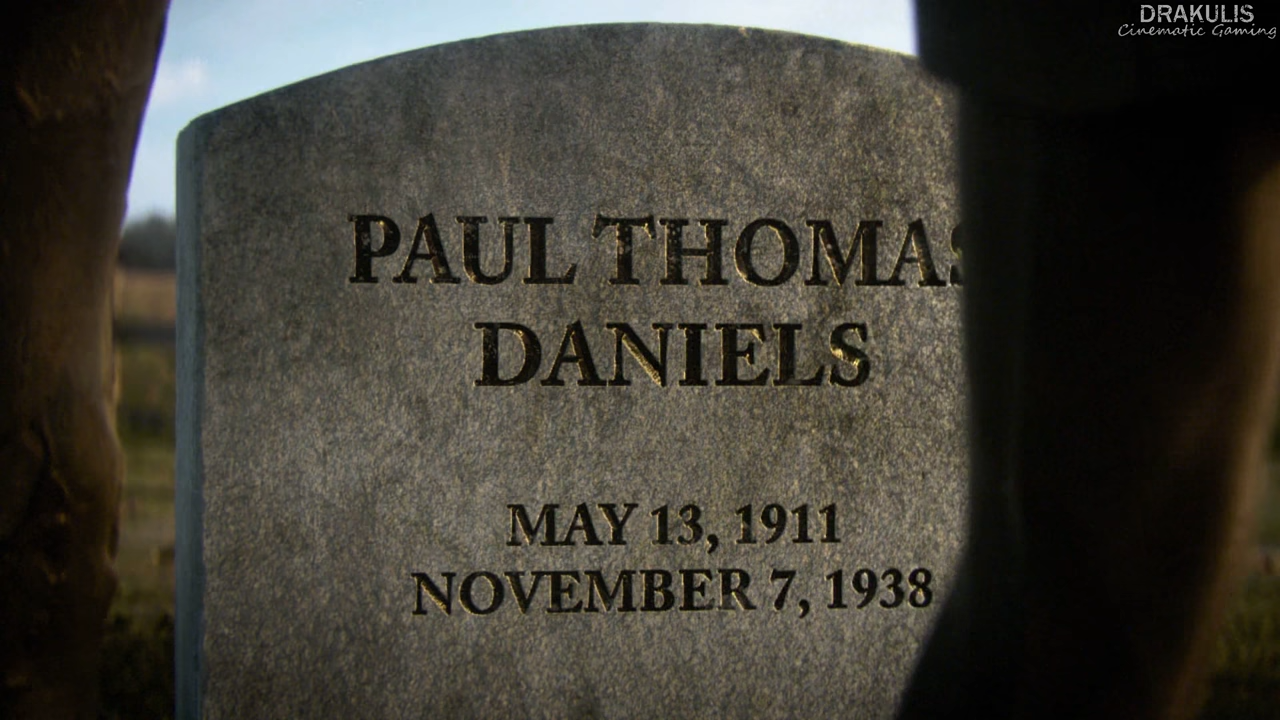 DRAKULIS
Cinematic Gaming
PAUL THOMAS
DANIELS
MAY 13, 1911
NOVEMBER 7, 1938